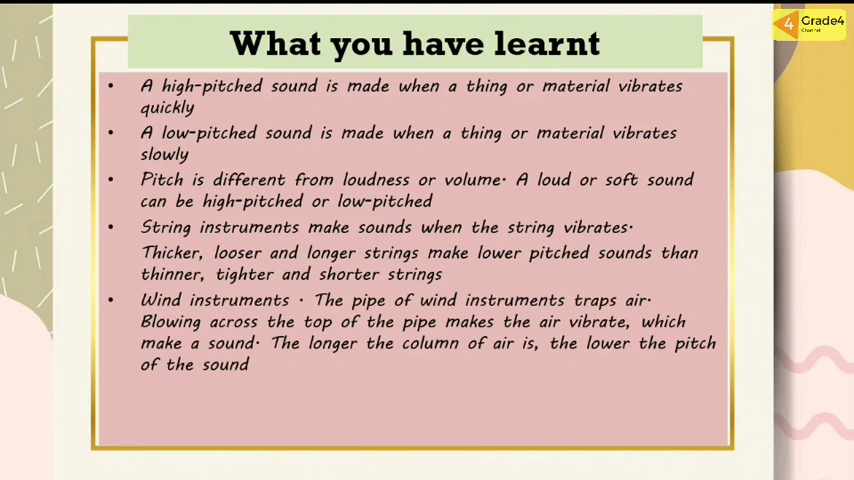 What you have learnt
4 Grade4
Channel
• A high-pitched sound is made when a thing or material vibrates
quickly
• A low-pitched sound is made when a thing or material vibrates
slowly
• Pitch is different from loudness or volume. A loud or soft sound
can be high-pitched or low-pitched
• String instruments make sounds when the string vibrates.
Thicker, looser and longer strings make lower pitched sounds than
thinner, tighter and shorter strings
• Wind instruments . The pipe of wind instruments traps air.
Blowing across the top of the pipe makes the air vibrate, which
make a sound. The longer the column of air is, the lower the pitch
of the sound